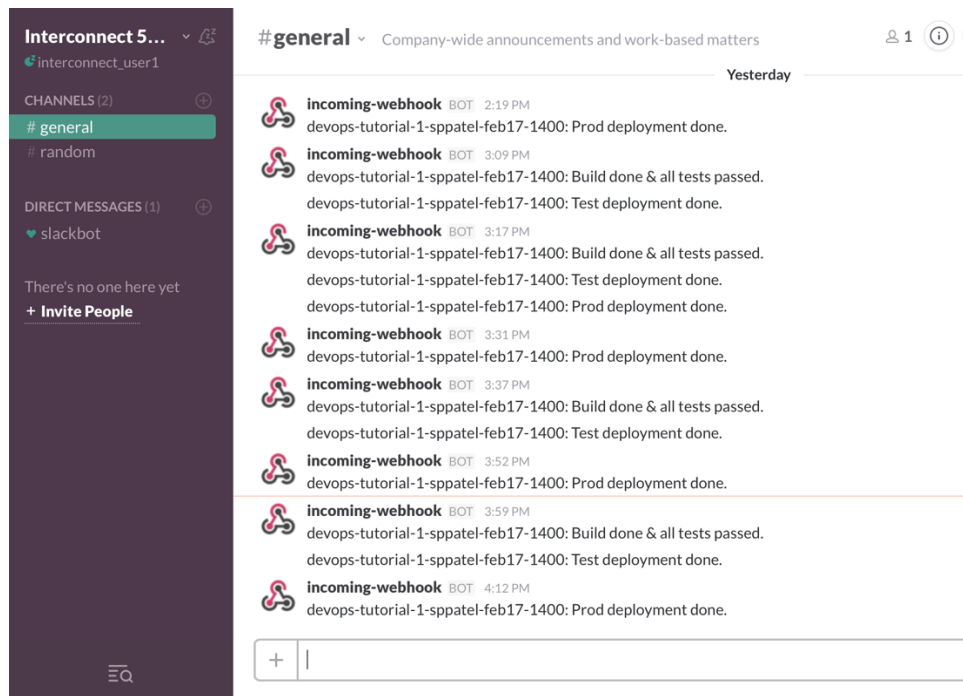 Interconnect 5...
interconnect_user1
CHANNELS (2)
# general
# random
DIRECT MESSAGES (1)
slackbot
There's no one here yet
+ Invite People
#general
Company-wide announcements and work-based matters
1
Yesterday
incoming-webhook BOT 2:19 PM
devops-tutorial-1-sppatel-feb17-1400: Prod deployment done.
incoming-webhook BOT 3:09 PM
devops-tutorial-1-sppatel-feb17-1400: Build done & all tests passed.
devops-tutorial-1-sppatel-feb17-1400: Test deployment done.
incoming-webhook BOT 3:17 PM
devops-tutorial-1-sppatel-feb17-1400: Build done & all tests passed.
devops-tutorial-1-sppatel-feb17-1400: Test deployment done.
devops-tutorial-1-sppatel-feb17-1400: Prod deployment done.
incoming-webhook BOT 3:31 PM
devops-tutorial-1-sppatel-feb17-1400: Prod deployment done.
incoming-webhook BOT 3:37 PM
devops-tutorial-1-sppatel-feb17-1400: Build done & all tests passed.
devops-tutorial-1-sppatel-feb17-1400: Test deployment done.
incoming-webhook BOT 3:52 PM
devops-tutorial-1-sppatel-feb17-1400: Prod deployment done.
incoming-webhook BOT 3:59 PM
devops-tutorial-1-sppatel-feb17-1400: Build done & all tests passed.
devops-tutorial-1-sppatel-feb17-1400: Test deployment done.
incoming-webhook BOT 4:12 PM
devops-tutorial-1-sppatel-feb17-1400: Prod deployment done.